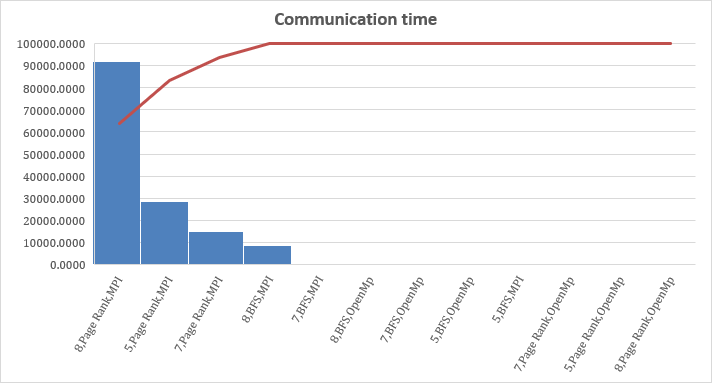 Communication time
100000.0000
90000.0000
80000.0000
70000.0000
60000.0000
50000.0000
40000.0000
30000.0000
20000.0000
10000.0000
0.0000
8,Page Rank,MPI
5,Page Rank,MPI
7,Page Rank,MPI
8,BFS,MPI
7,BFS,MPI
8,BFS,OpenMp
7,BFS,OpenMp
5,BFS,OpenMp
5,BFS,MPI
7,Page Rank,OpenMp
5,Page Rank,OpenMp
8,Page Rank,OpenMp